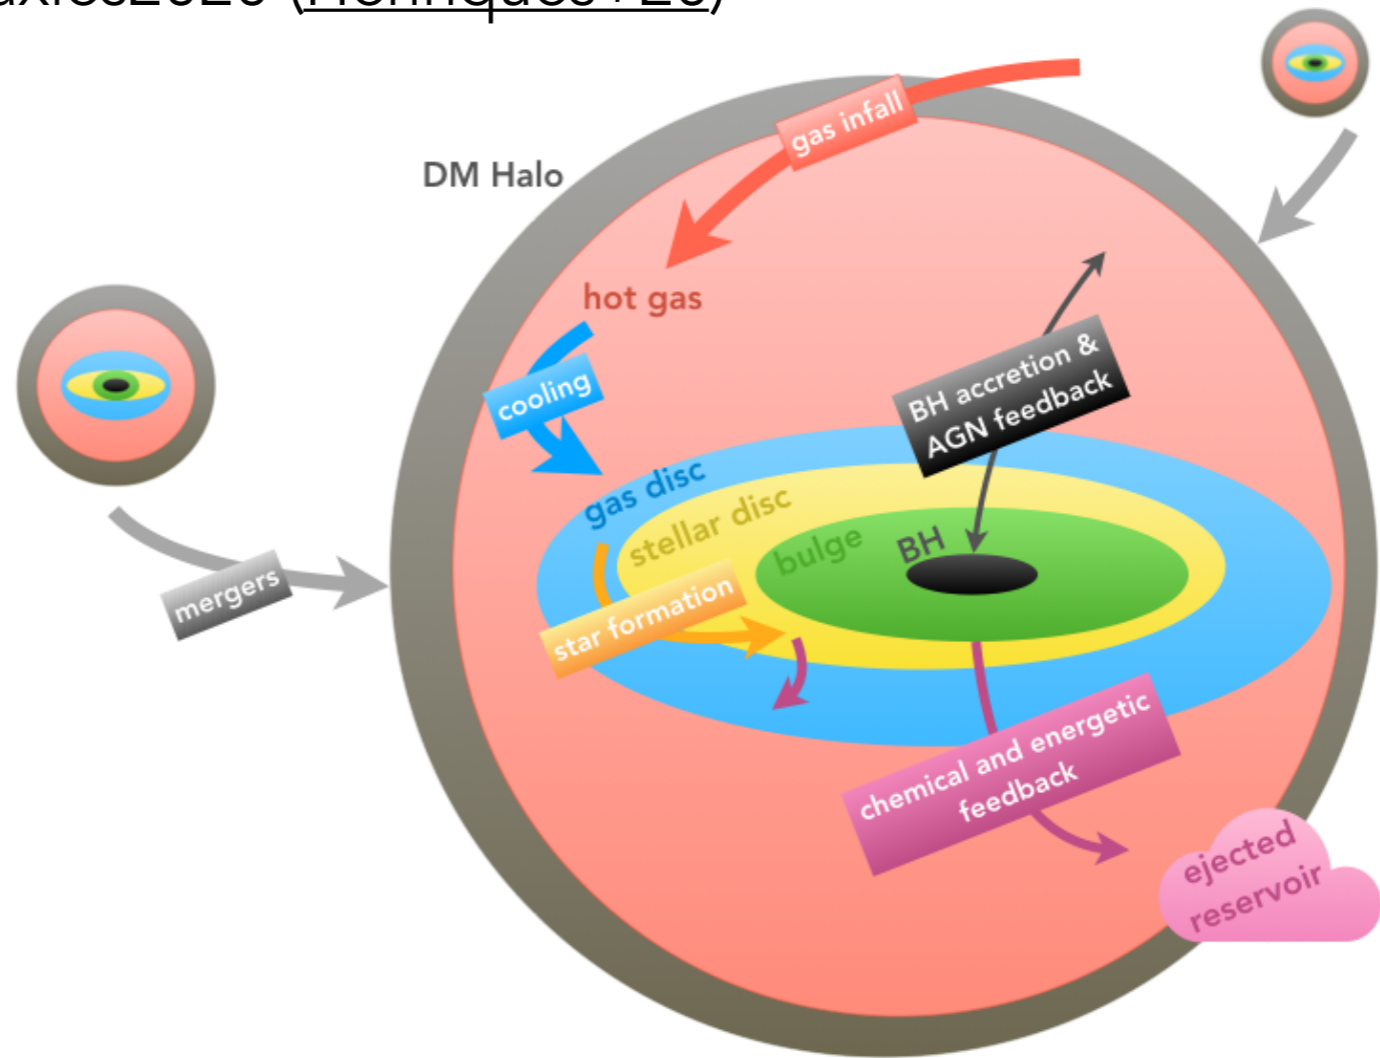 gas infall
DM Halo
hot gas
cooling
BH accretion &
AGN feedback
gas disc
stellar disc
bulge
BH
mergers
star formation
chemical and energetic
feedback
ejected
reservoir